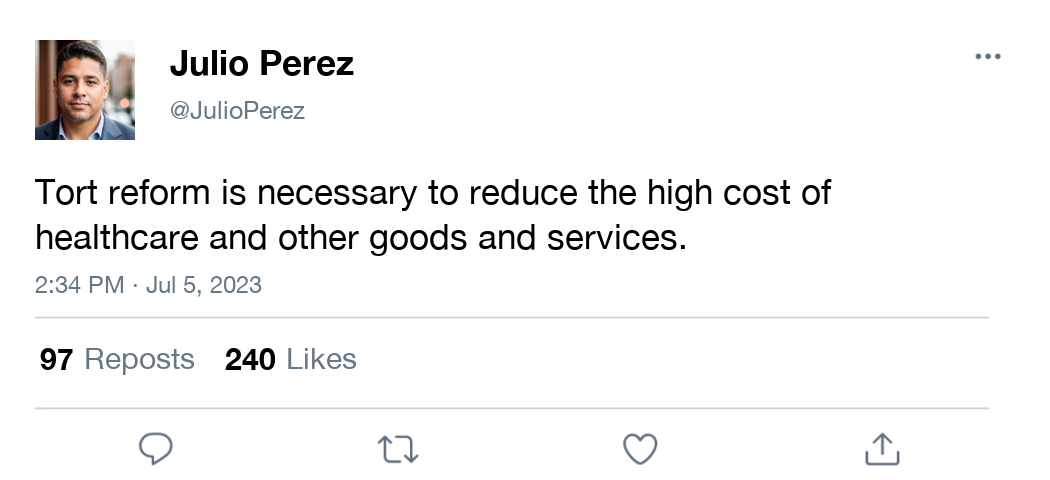 Julio Perez
@JulioPerez
Tort reform is necessary to reduce the high cost of
healthcare and other goods and services.
2:34 PM · Jul 5, 2023
97 Reposts 240 Likes